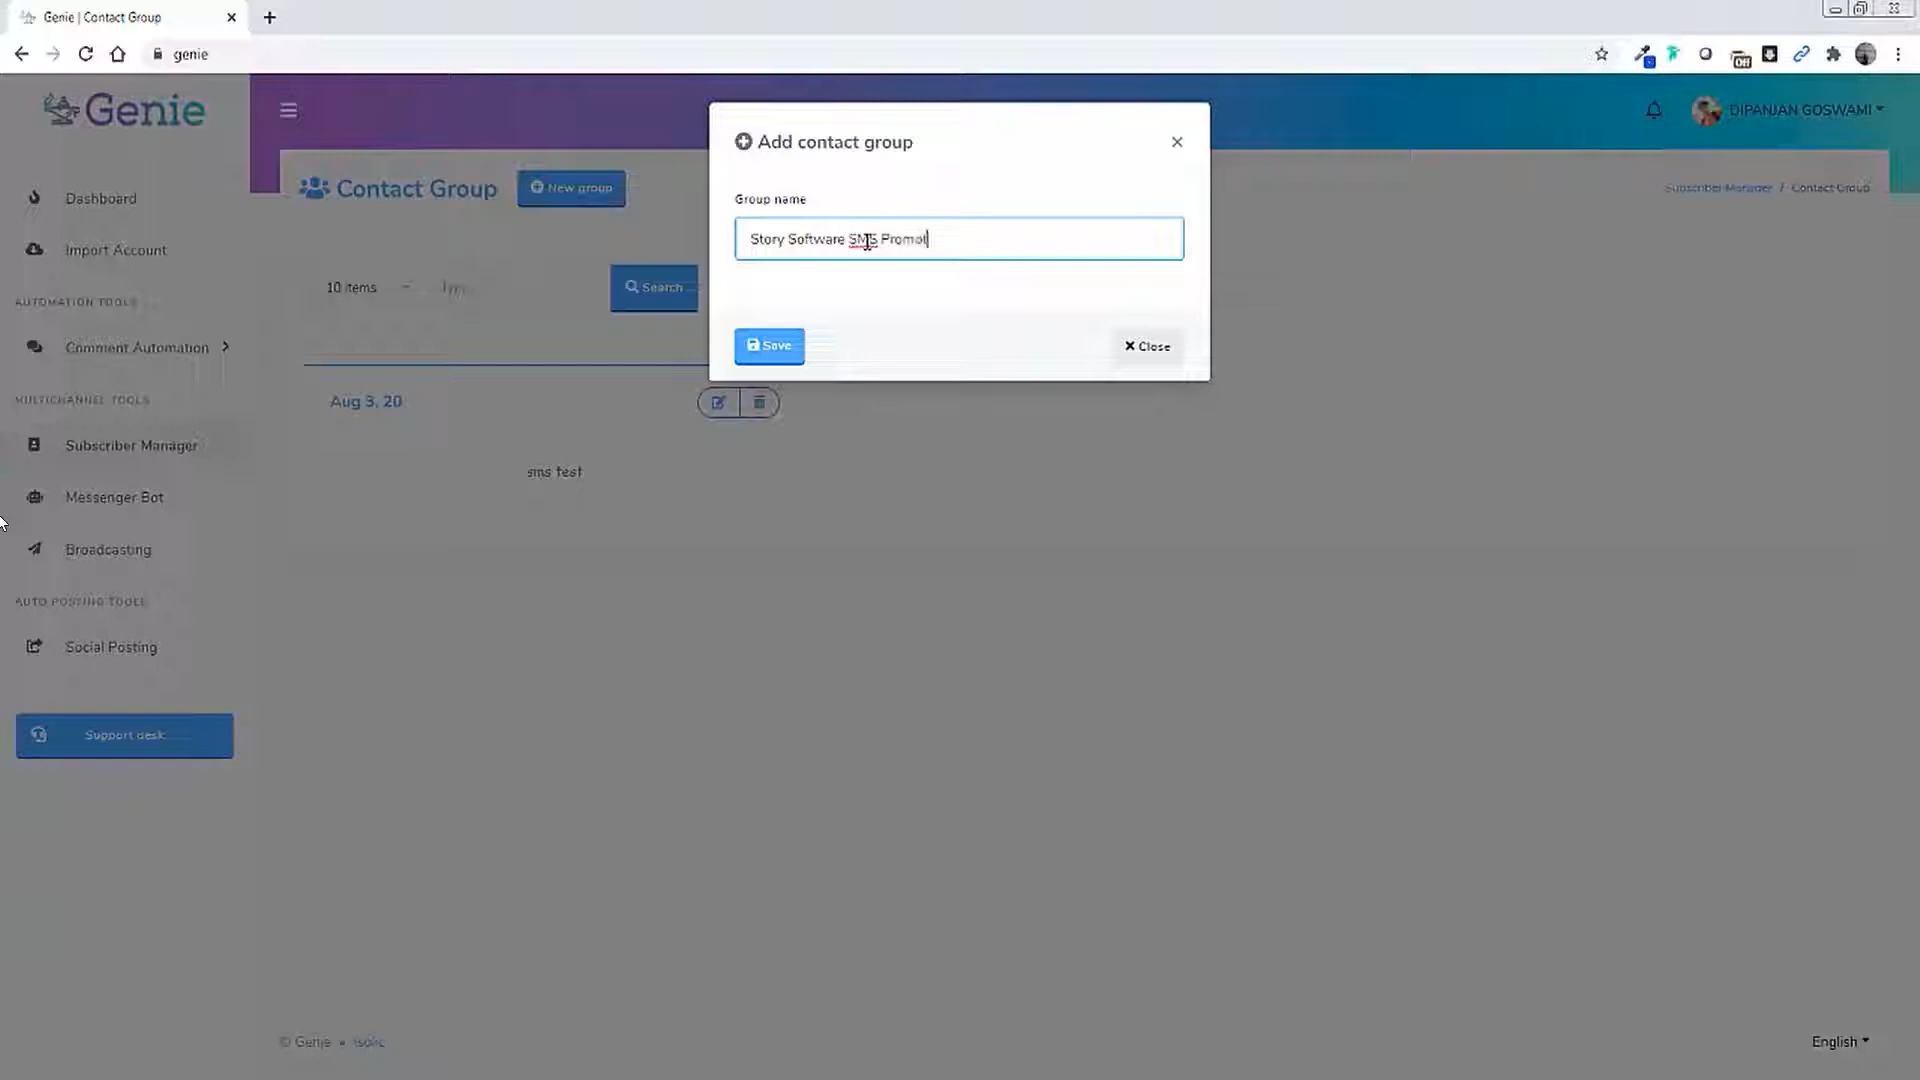 Genie | Contact Group
genie
Off
Genie
DIPANJAN GOSWAMI
Add contact group
Contact Group
New group
Subscriber Manager / Contact Group
Dashboard
Group name
Story Software SMS Promot
Import Account
10 items
Search
AUTOMATION TOOLS
Save
Close
Comment Automation
MULTICHANNEL TOOLS
Aug 3, 20
Subscriber Manager
sms test
Messenger Bot
Broadcasting
AUTO POSTING TOOLS
Social Posting
Support desk
© Genie
English